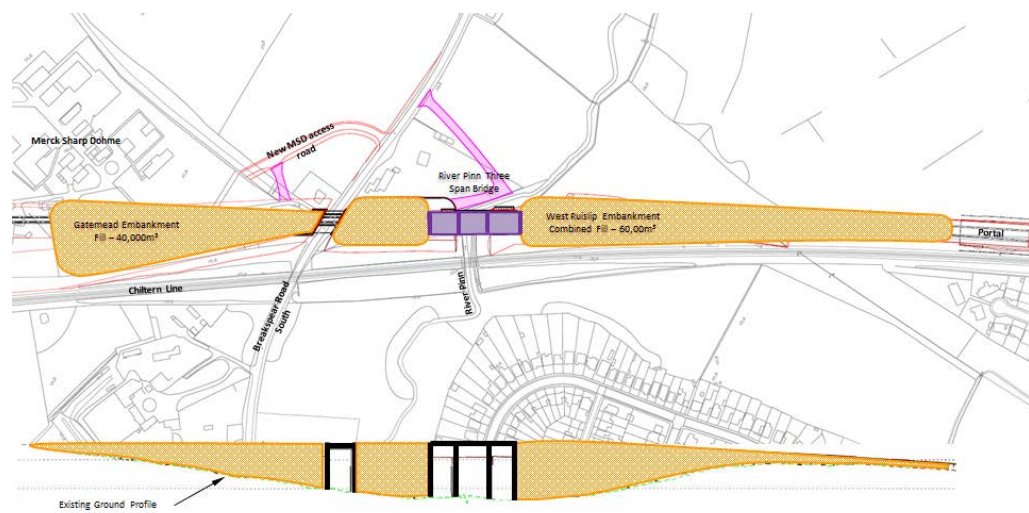 Merck Sharp Dohme
New MSD access
road
River Pinn Three
Span Bridge
Gatemead Embankment
Fill – 40,000m³
West Ruislip Embankment
Combined Fill – 60,00m³
Portal
Chiltern Line
Breakspear Road
South
River Pinn
Existing Ground Profile